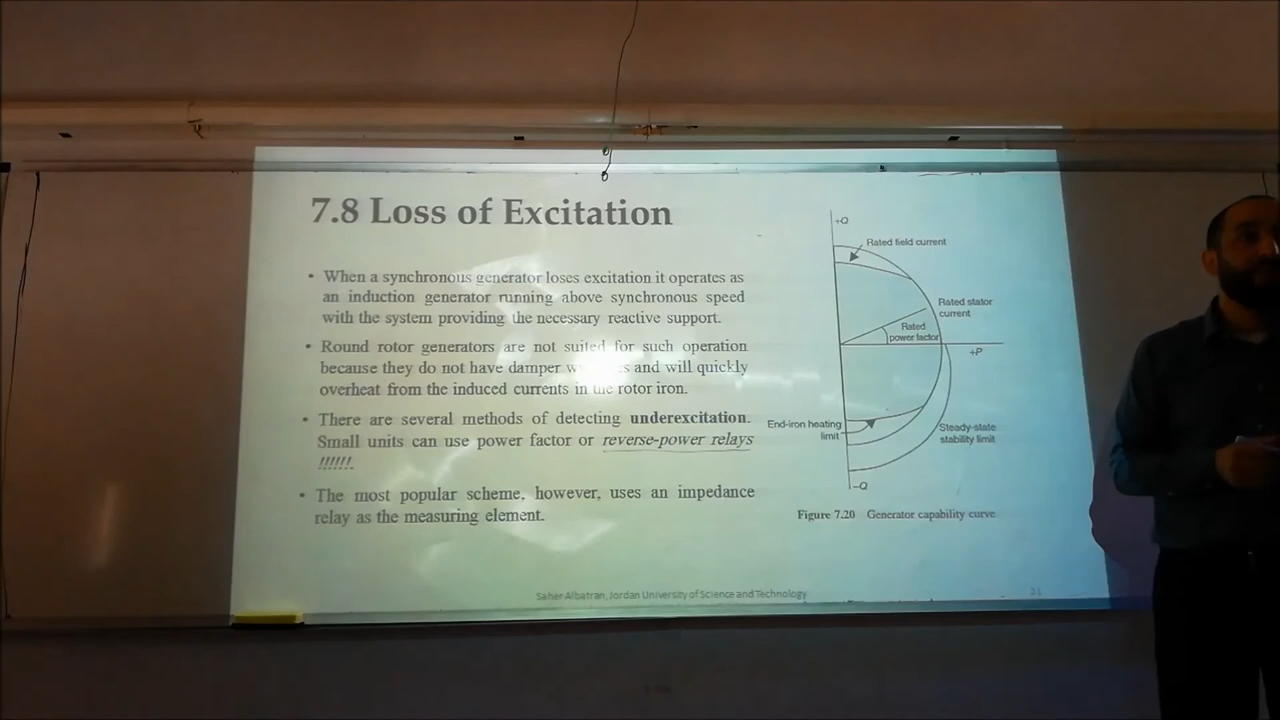 7.8 Loss of Excitation
• When a synchronous generator loses excitation it operates as
an induction generator running above synchronous speed
with the system providing the necessary reactive support.
• Round rotor generators are not suited for such operation
because they do not have damper and will quickly
overheat from the induced currents in the rotor iron.
• There are several methods of detecting underexcitation.
Small units can use power factor or reverse-power relays
!!!!!!
• The most popular scheme, however, uses an impedance
relay as the measuring element.
+Q
Rated field current
Rated stator
current
Rated
power factor
+P
End-iron heating
limit
Steady-state
stability limit
-Q
Figure 7.20 Generator capability curve
Saher Albatran, Jordan University of Science and Technology